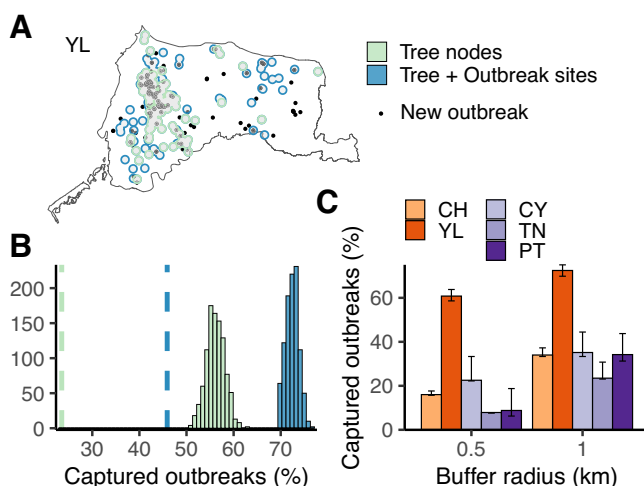 A
YL
Tree nodes
Tree + Outbreak sites
New outbreak
B
200
150
100
50
0
30 40 50 60 70
Captured outbreaks (%)
C
CH CY
YL TN
PT
Captured outbreaks (%)
60
40
20
0
0.5 1
Buffer radius (km)